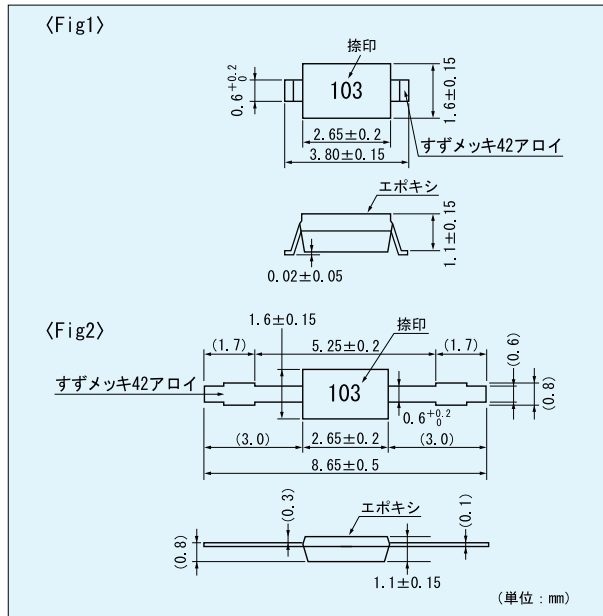 〈Fig1〉
捺印
103
0.6 +0.2 0
1.6±0.15
2.65±0.2
3.80±0.15
すずメッキ42アロイ
エポキシ
1.1±0.15
0.02±0.05
〈Fig2〉
1.6±0.15
捺印
(1.7)
5.25±0.2
(1.7)
(0.6)
(0.8)
すずメッキ42アロイ
103
0.6 +0.2 0
(3.0)
2.65±0.2
(3.0)
8.65±0.5
(0.3)
エポキシ
(0.1)
(0.8)
1.1±0.15
(単位：mm)